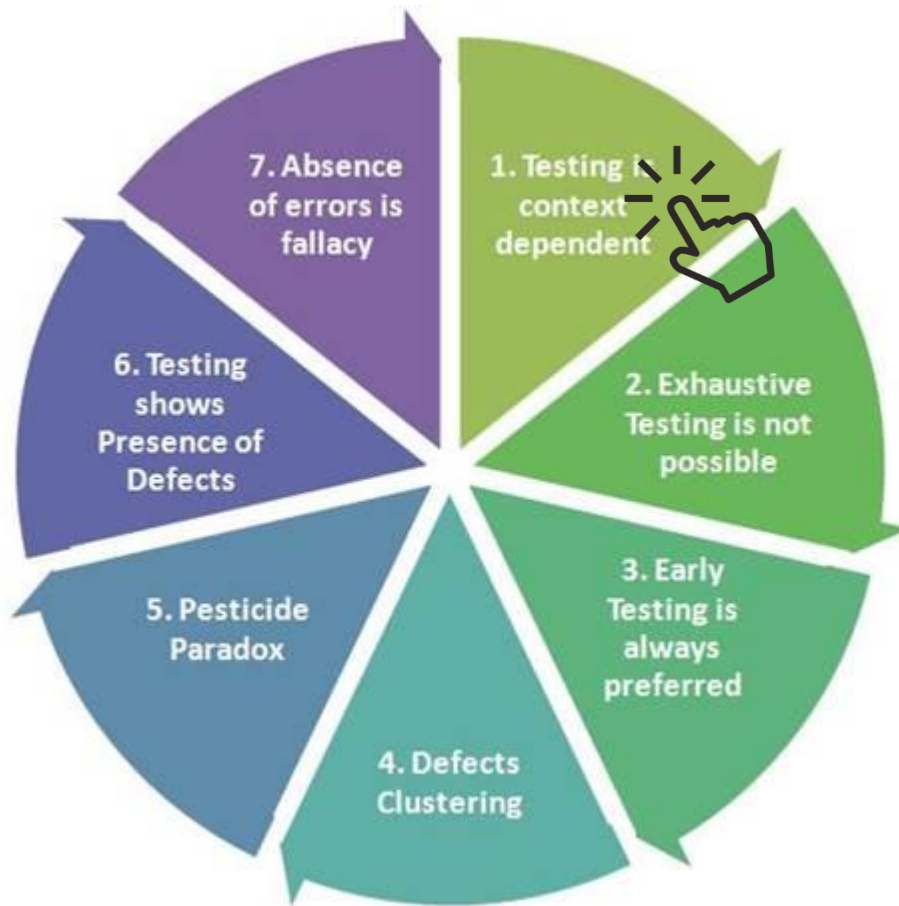 1. Testing is
context
dependent
2. Exhaustive
Testing is not
possible
3. Early
Testing is
always
preferred
4. Defects
Clustering
5. Pesticide
Paradox
6. Testing
shows
Presence of
Defects
7. Absence
of errors is
fallacy